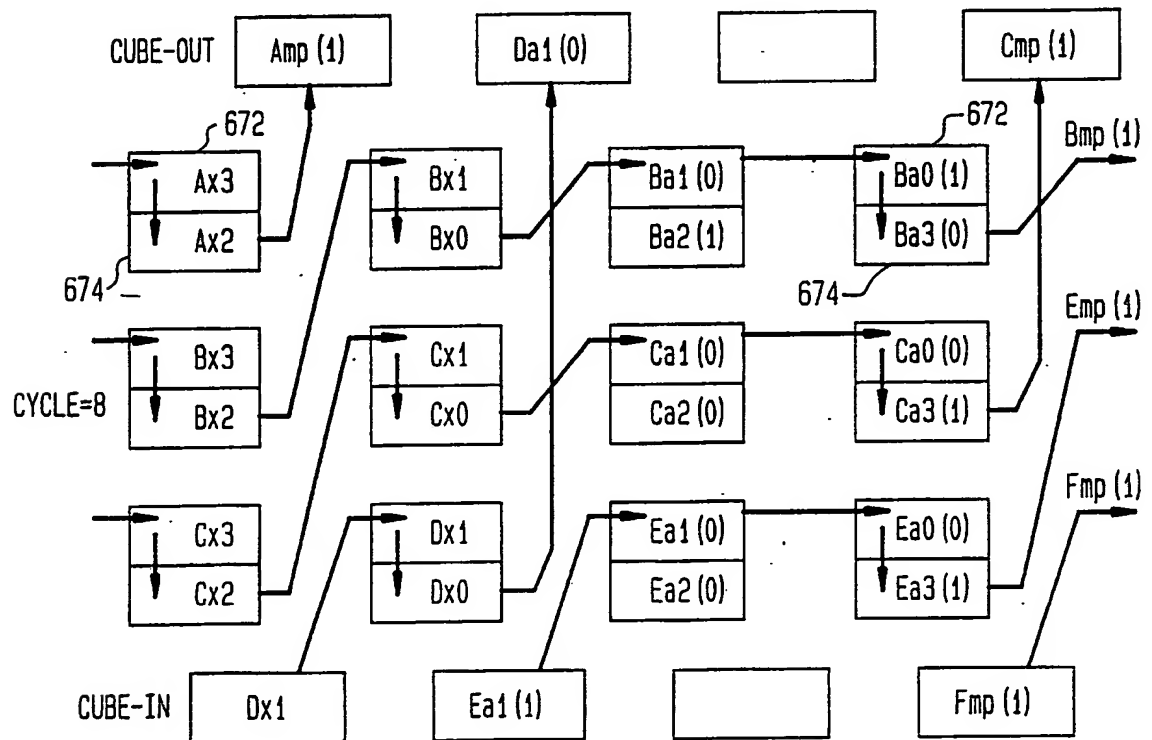 CUBE-OUT Amp (1) Da1 (0) Cmp (1)
672 672 Bmp (1)
Ax3 Bx1 Ba1 (0) Ba0 (1)
Ax2 Bx0 Ba2 (1) Ba3 (0)
674 674 Emp (1)
Bx3 Cx1 Ca1 (0) Ca0 (0)
CYCLE=8 Bx2 Cx0 Ca2 (0) Ca3 (1)
Fmp (1)
Cx3 Dx1 Ea1 (0) Ea0 (0)
Cx2 Dx0 Ea2 (0) Ea3 (1)
CUBE-IN Dx1 Ea1 (1) Fmp (1)